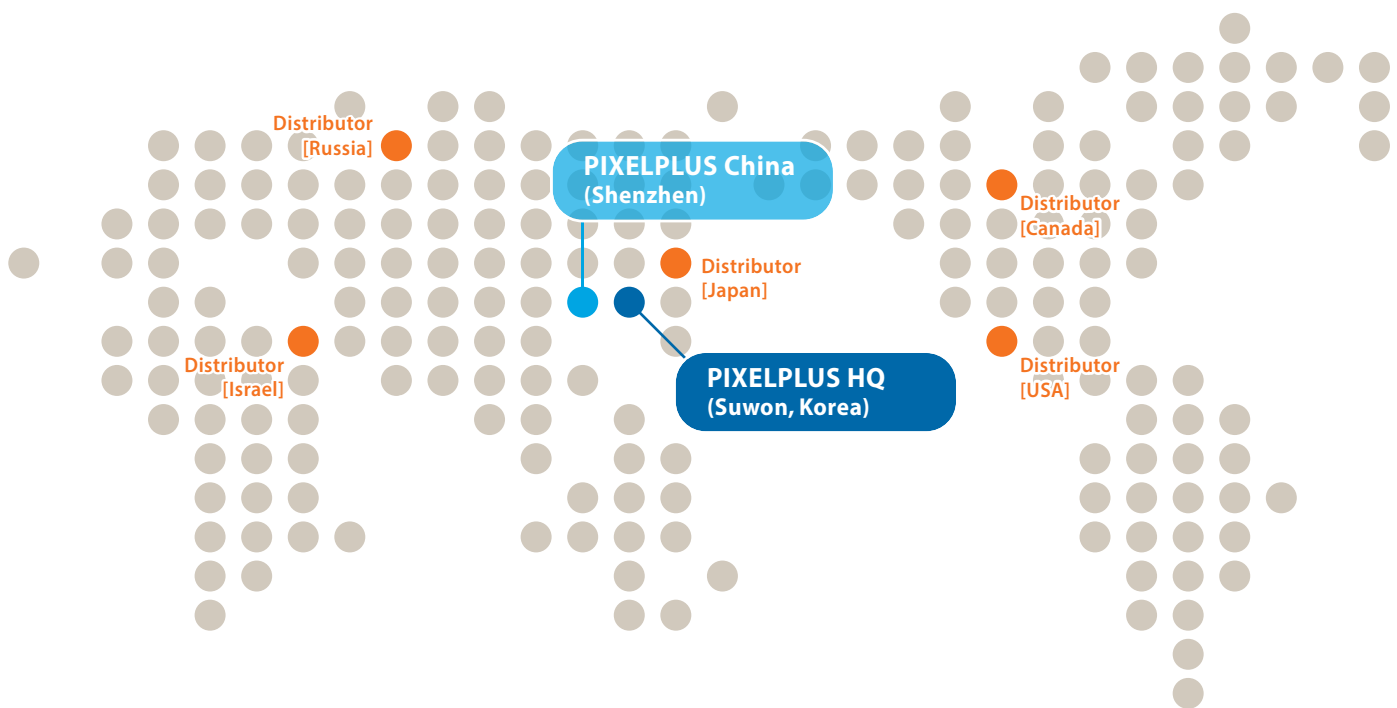 Distributor
[Russia]
PIXELPLUS China
(Shenzhen)
Distributor
[Canada]
Distributor
[Japan]
Distributor
[Israel]
PIXELPLUS HQ
(Suwon, Korea)
Distributor
[USA]